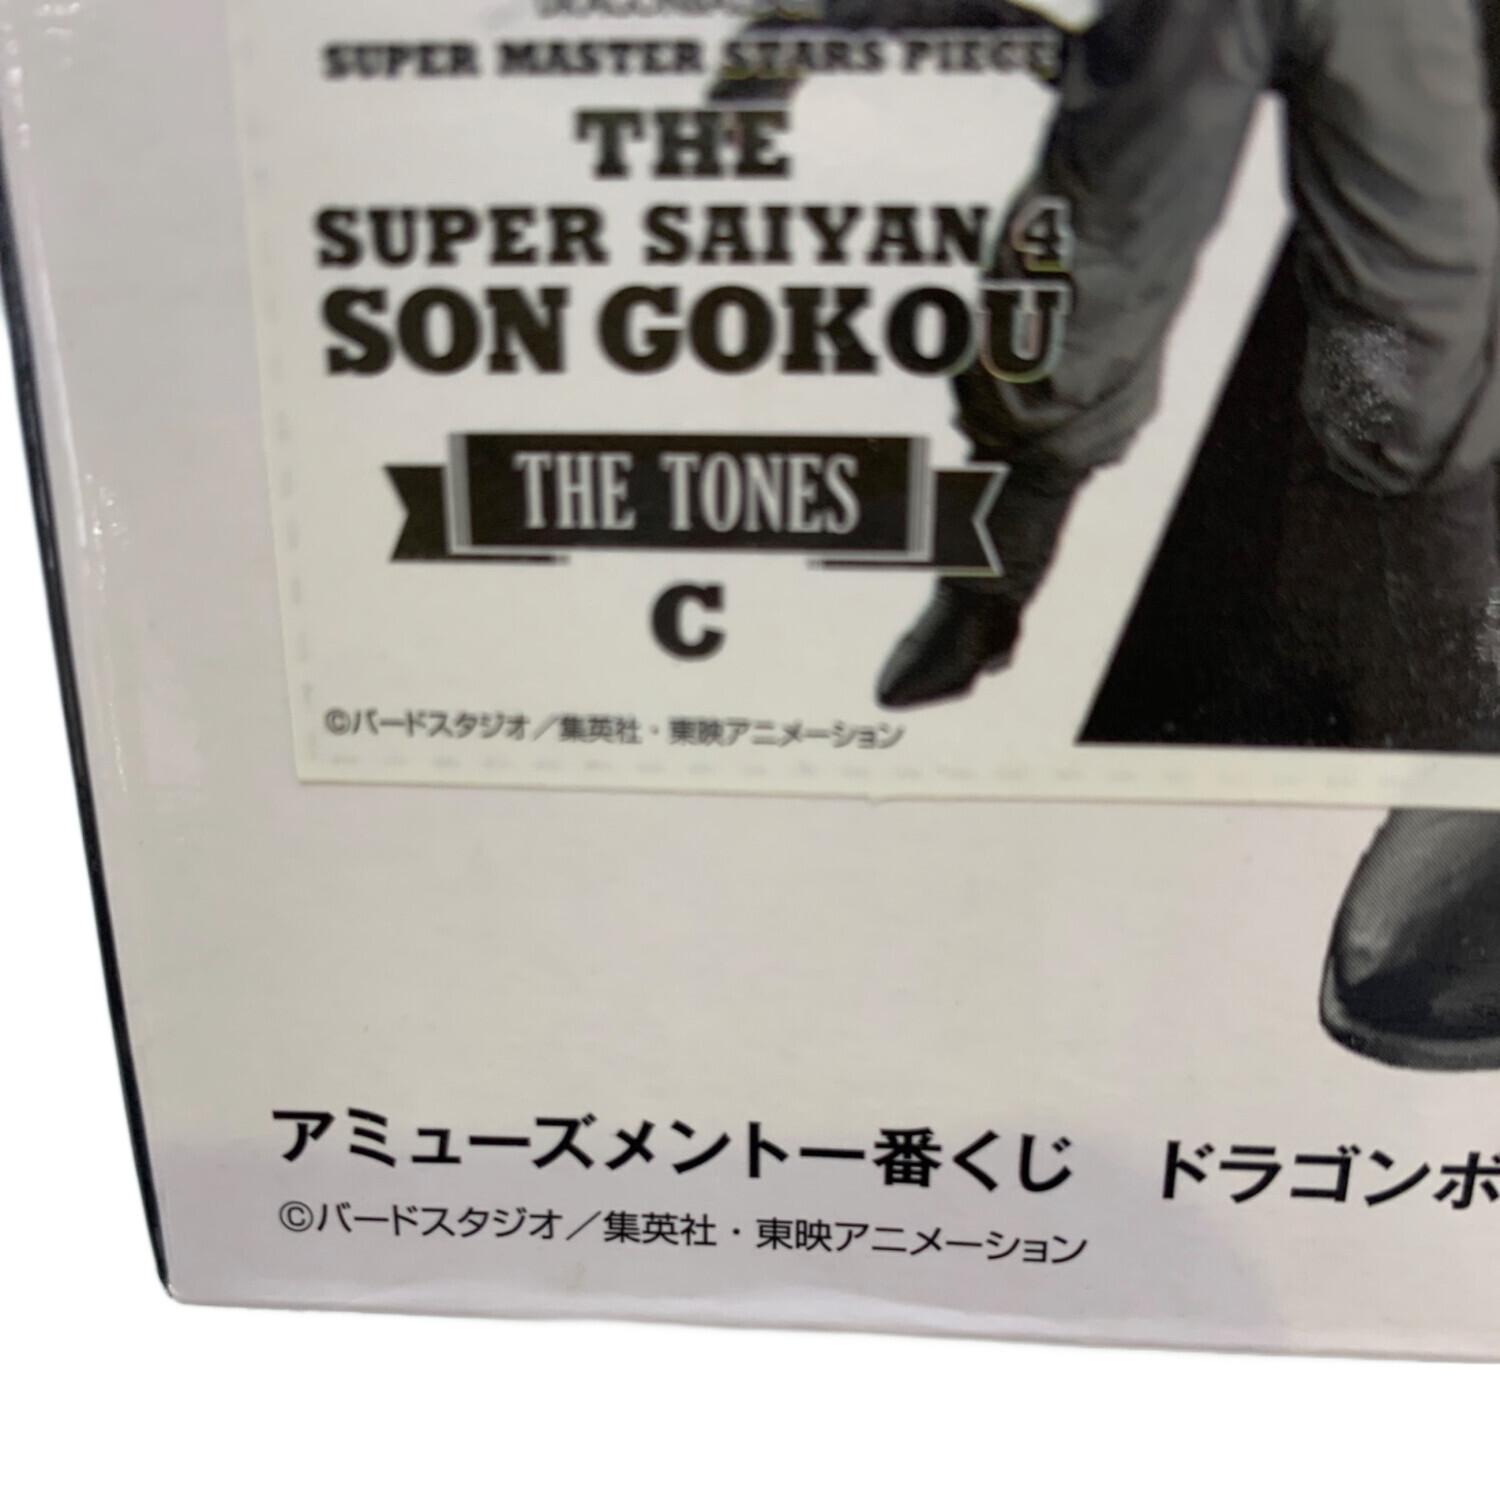 SUPER MASTER STARS PIECE
THE
SUPER SAIYAN 4
SON GOKOU
THE TONES
C
©バードスタジオ／集英社・東映アニメーション
アミューズメント一番くじ ドラゴンボ
©バードスタジオ／集英社・東映アニメーション